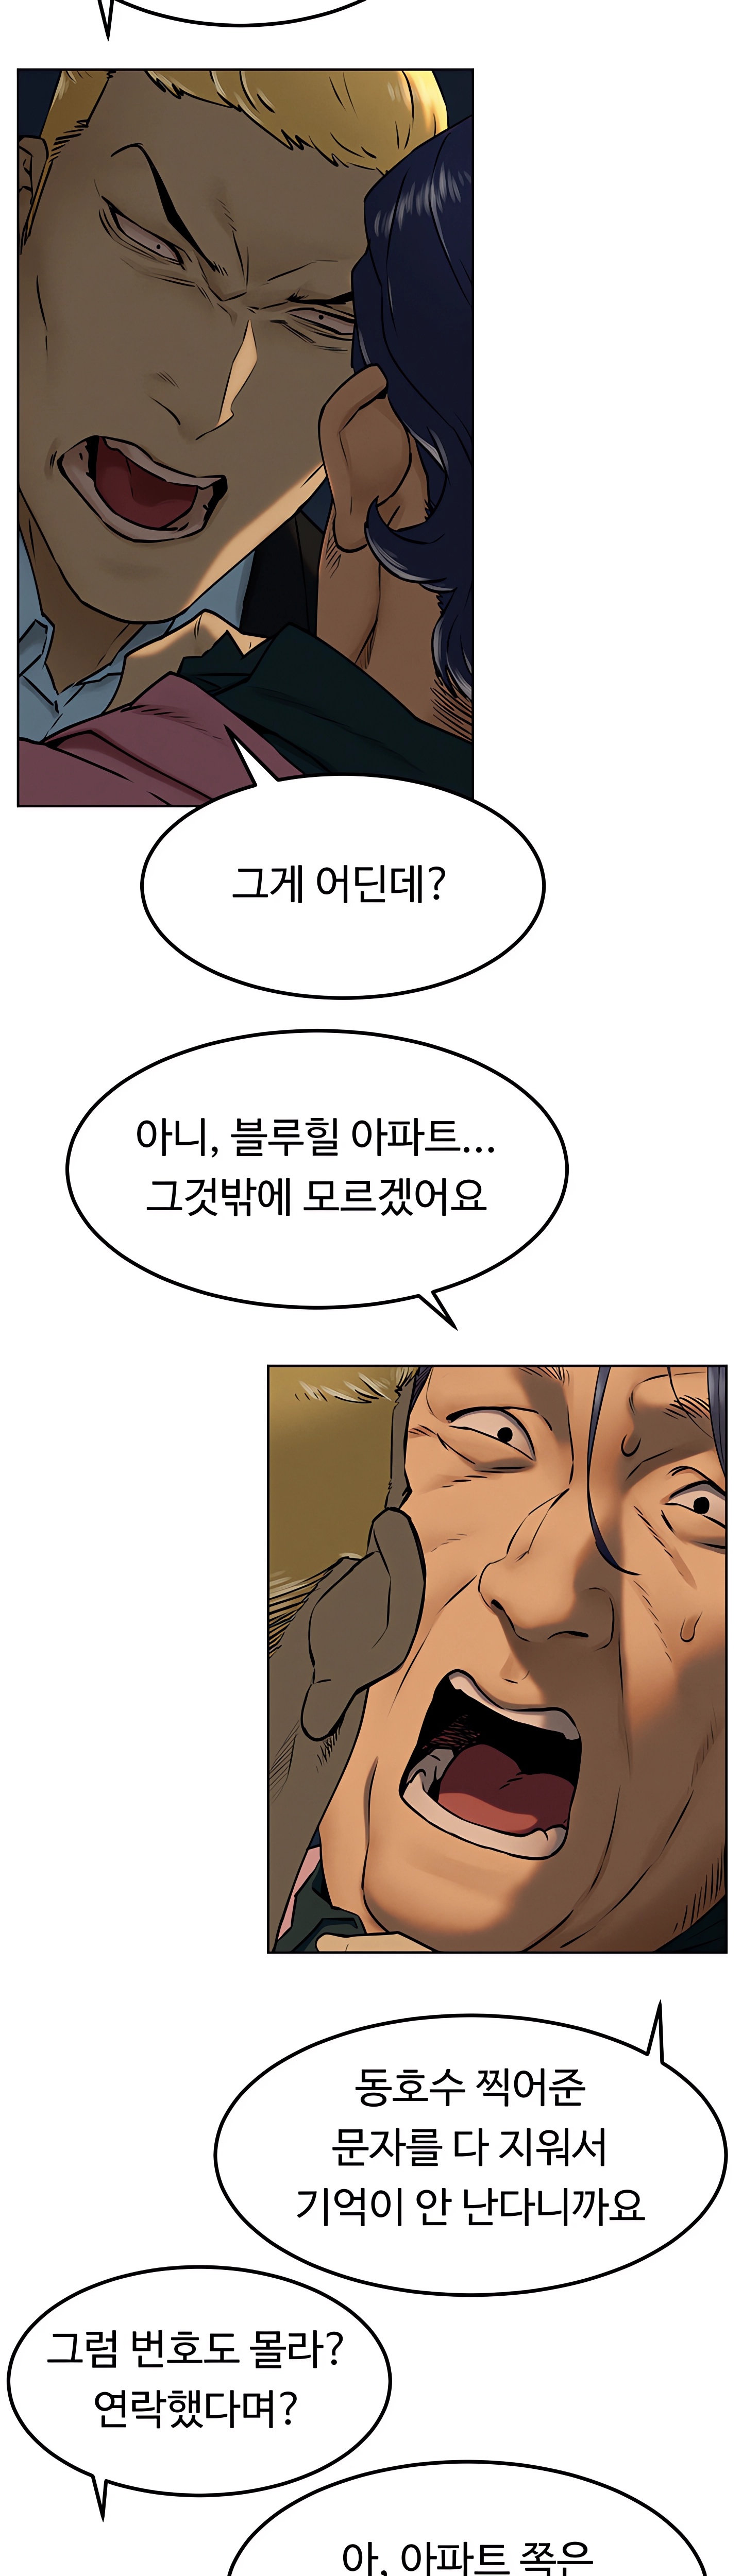 그게 어딘데?
아니, 블루힐 아파트...
그것밖에 모르겠어요
동호수 찍어준
문자를 다 지워서
기억이 안 난다니까요
그럼 번호도 몰라?
연락했다며?
아, 아파트 쪽은